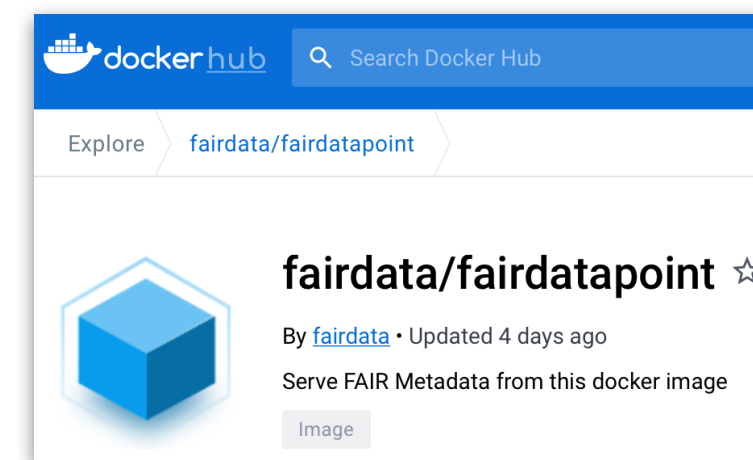 dockerhub Search Docker Hub
Explore fairdata/fairdatapoint
fairdata/fairdatapoint
By fairdata • Updated 4 days ago
Serve FAIR Metadata from this docker image
Image